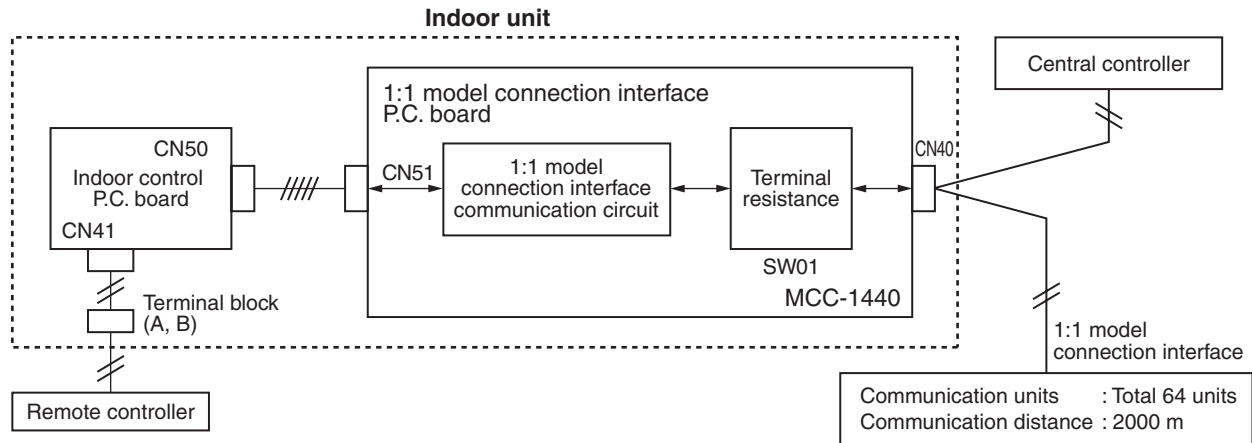 Indoor unit
Central controller
1:1 model connection interface
P.C. board
CN50
Indoor control
P.C. board
CN41
CN51
1:1 model
connection interface
communication circuit
Terminal
resistance
CN40
SW01
MCC-1440
Terminal block
(A, B)
Remote controller
1:1 model
connection interface
Communication units : Total 64 units
Communication distance : 2000 m